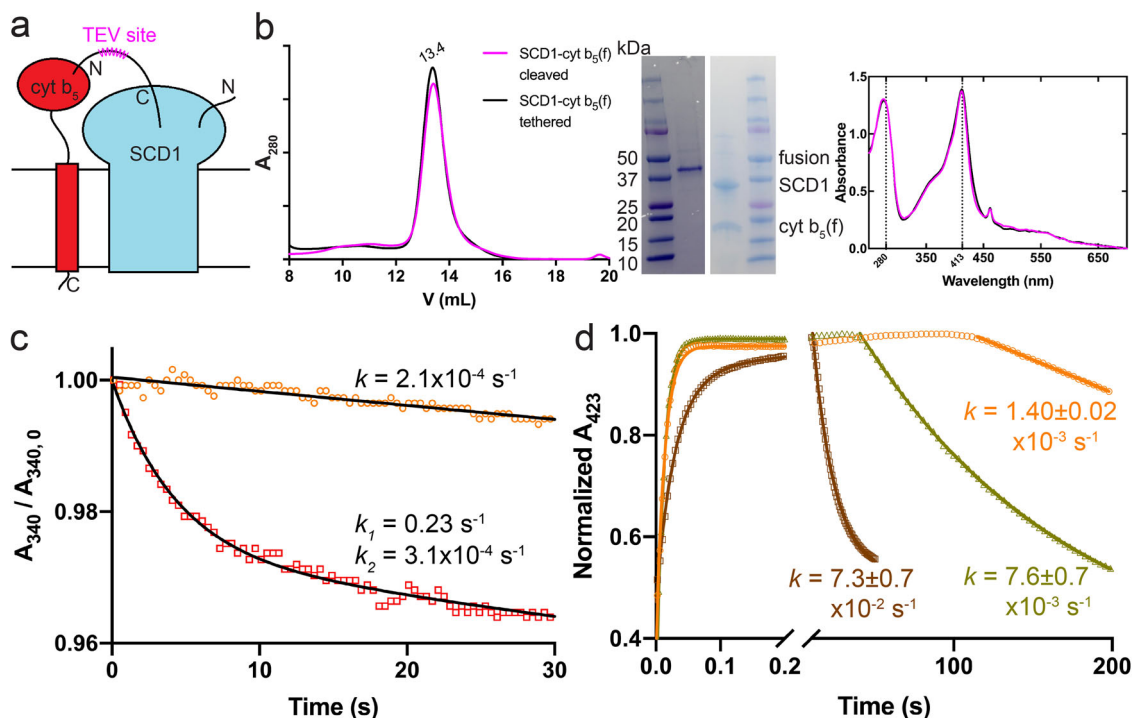 a
TEV site
N
cyt b₅
C
N
SCD1
C
b
13.4
SCD1-cyt b₅(f)
cleaved
SCD1-cyt b₅(f)
tethered
A₂₈₀
8 10 12 14 16 18 20
V (mL)
kDa
50
37
25
20
15
10
fusion
SCD1
cyt b₅(f)
Absorbance
1.5
1.0
0.5
0.0
280 350 413 450 550 650
Wavelength (nm)
c
A₃₄₀ / A₃₄₀, ₀
1.00
0.98
0.96
k = 2.1x10⁻⁴ s⁻¹
k₁ = 0.23 s⁻¹
k₂ = 3.1x10⁻⁴ s⁻¹
0 10 20 30
Time (s)
d
Normalized A₄₂₃
1.0
0.8
0.6
0.4
k = 1.40±0.02
x10⁻³ s⁻¹
k = 7.3±0.7
x10⁻² s⁻¹
k = 7.6±0.7
x10⁻³ s⁻¹
0.0 0.1 0.2 100 200
Time (s)